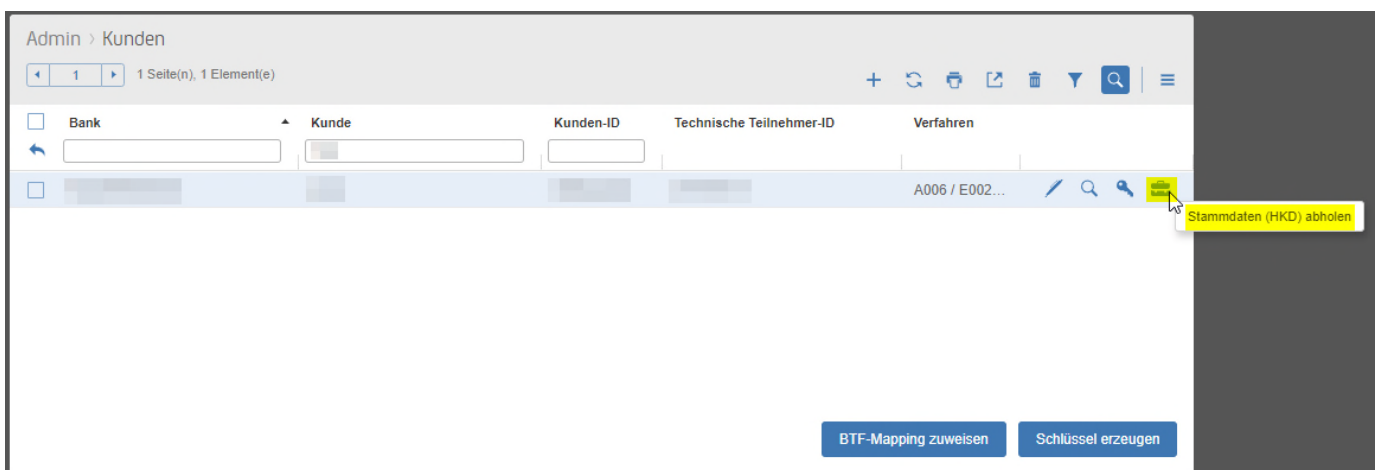 Admin > Kunden
1 1 Seite(n), 1 Element(e)
Bank Kunde Kunden-ID Technische Teilnehmer-ID Verfahren
A006 / E002...
Stammdaten (HKD) abholen
BTF-Mapping zuweisen Schlüssel erzeugen